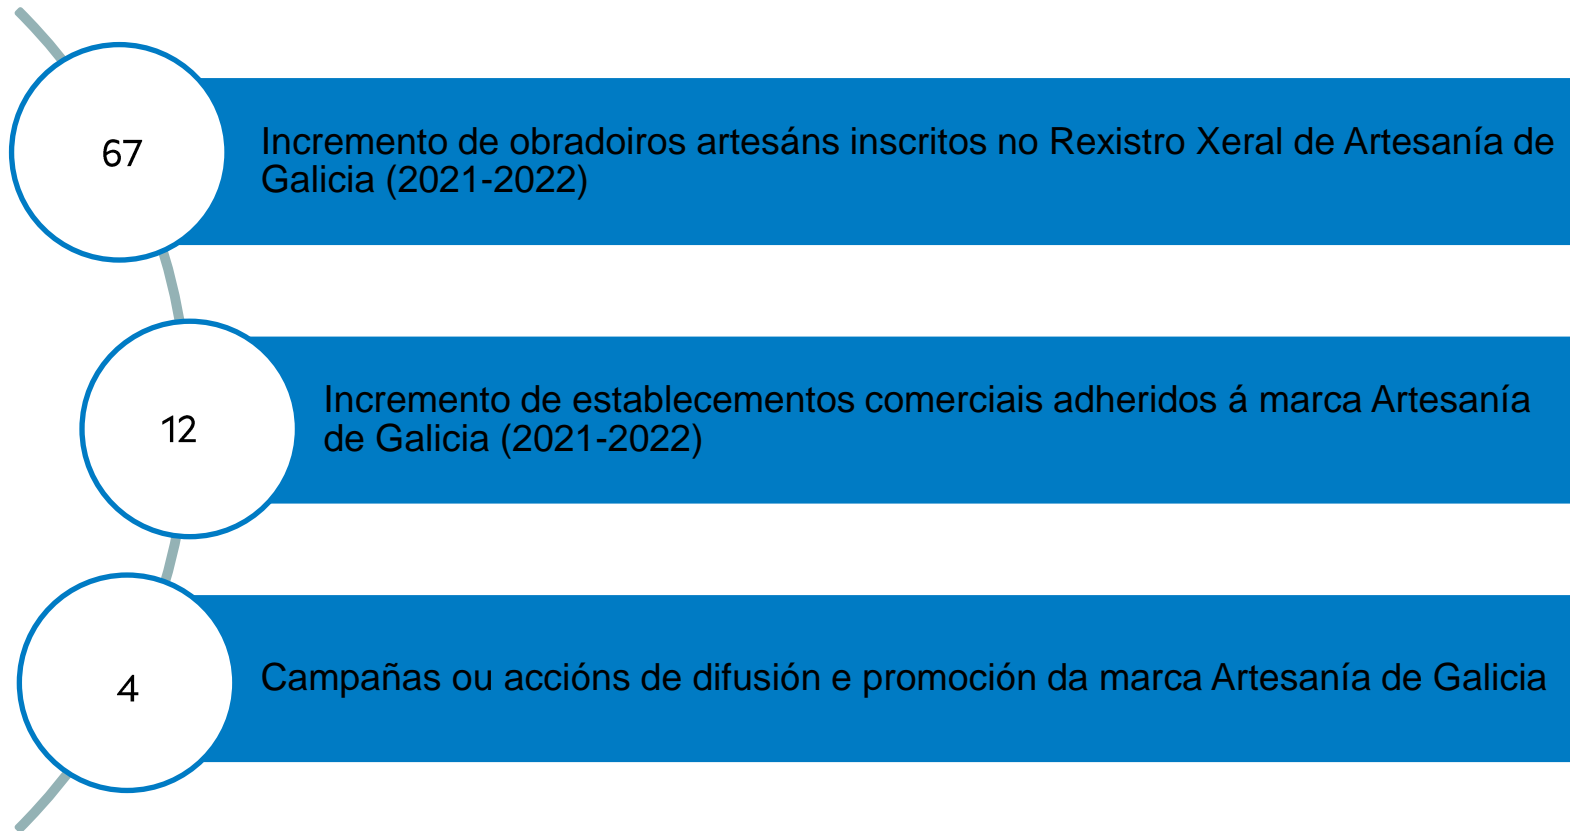 67
Incremento de obradoiros artesáns inscritos no Rexistro Xeral de Artesanía de
Galicia (2021-2022)
12
Incremento de establecementos comerciais adheridos á marca Artesanía
de Galicia (2021-2022)
4
Campañas ou accións de difusión e promoción da marca Artesanía de Galicia